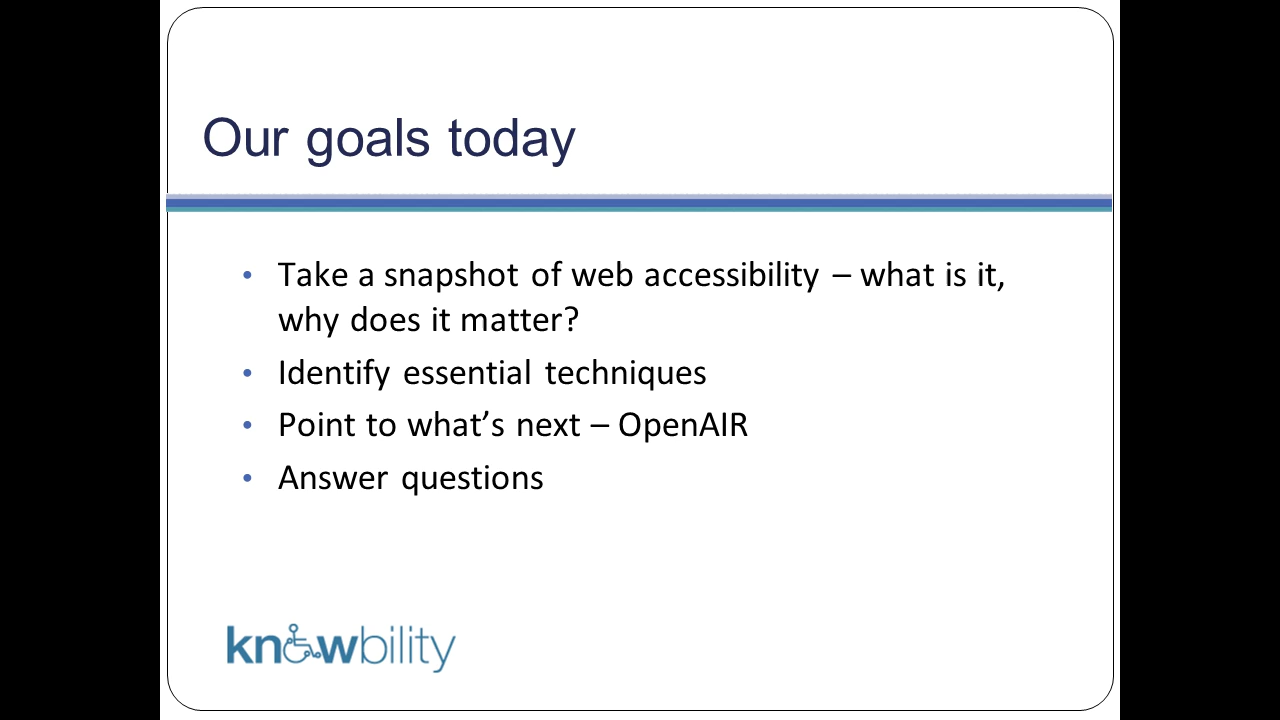 Our goals today
• Take a snapshot of web accessibility – what is it,
why does it matter?
• Identify essential techniques
• Point to what’s next – OpenAIR
• Answer questions
knowbility